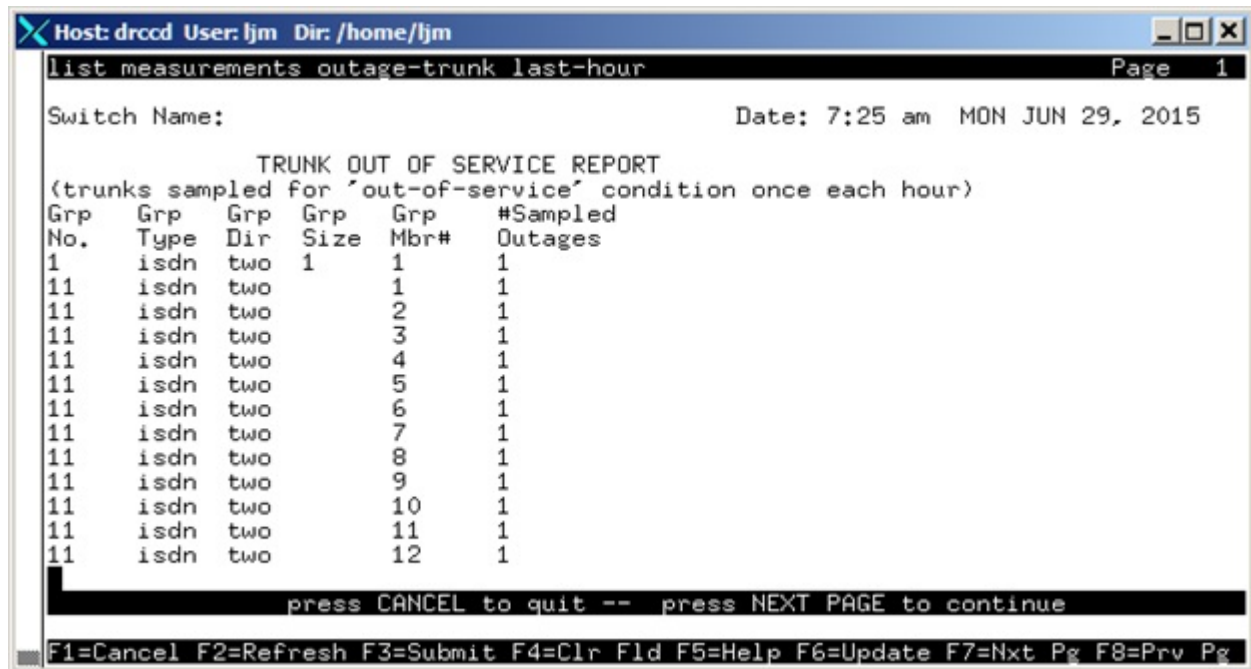 Host: drccd User: ljm Dir: /home/ljm
list measurements outage-trunk last-hour Page 1
Switch Name: Date: 7:25 am MON JUN 29, 2015
TRUNK OUT OF SERVICE REPORT
(trunks sampled for 'out-of-service' condition once each hour)
Grp Grp Grp Grp Grp #Sampled
No. Type Dir Size Mbr# Outages
1 isdn two 1 1 1
11 isdn two 1 1
11 isdn two 2 1
11 isdn two 3 1
11 isdn two 4 1
11 isdn two 5 1
11 isdn two 6 1
11 isdn two 7 1
11 isdn two 8 1
11 isdn two 9 1
11 isdn two 10 1
11 isdn two 11 1
11 isdn two 12 1
press CANCEL to quit -- press NEXT PAGE to continue
F1=Cancel F2=Refresh F3=Submit F4=Clr Fld F5=Help F6=Update F7=Nxt Pg F8=Prv Pg